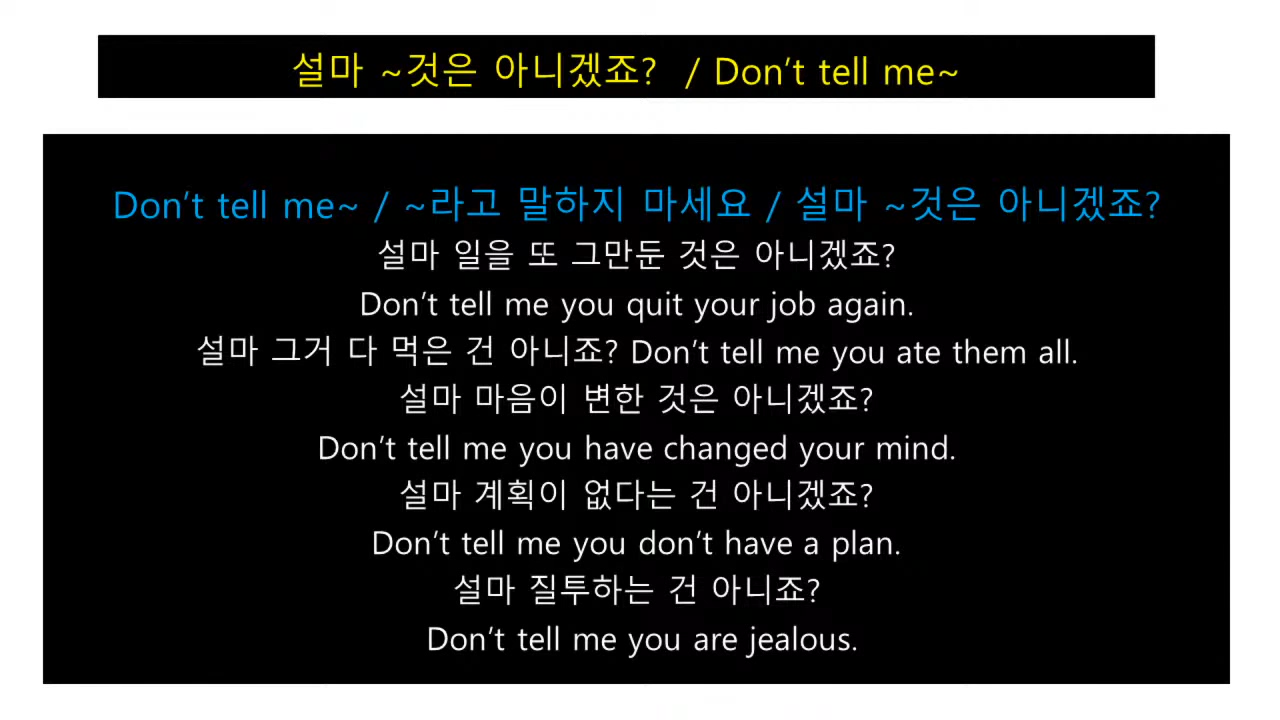 설마 ~것은 아니겠죠?  / Don't tell me~
Don't tell me~ / ~라고 말하지 마세요 / 설마 ~것은 아니겠죠?
설마 일을 또 그만둔 것은 아니겠죠?
Don't tell me you quit your job again.
설마 그거 다 먹은 건 아니죠? Don't tell me you ate them all.
설마 마음이 변한 것은 아니겠죠?
Don't tell me you have changed your mind.
설마 계획이 없다는 건 아니겠죠?
Don't tell me you don't have a plan.
설마 질투하는 건 아니죠?
Don't tell me you are jealous.